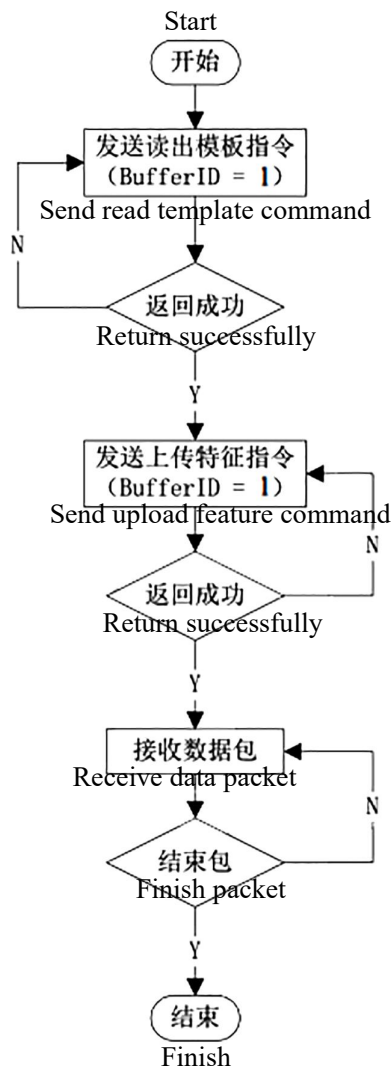 Start
开始
发送读出模板指令
(BufferID = 1)
Send read template command
N
返回成功
Return successfully
Y
发送上传特征指令
(BufferID = 1)
Send upload feature command
N
返回成功
Return successfully
Y
接收数据包
Receive data packet
N
结束包
Finish packet
Y
结束
Finish